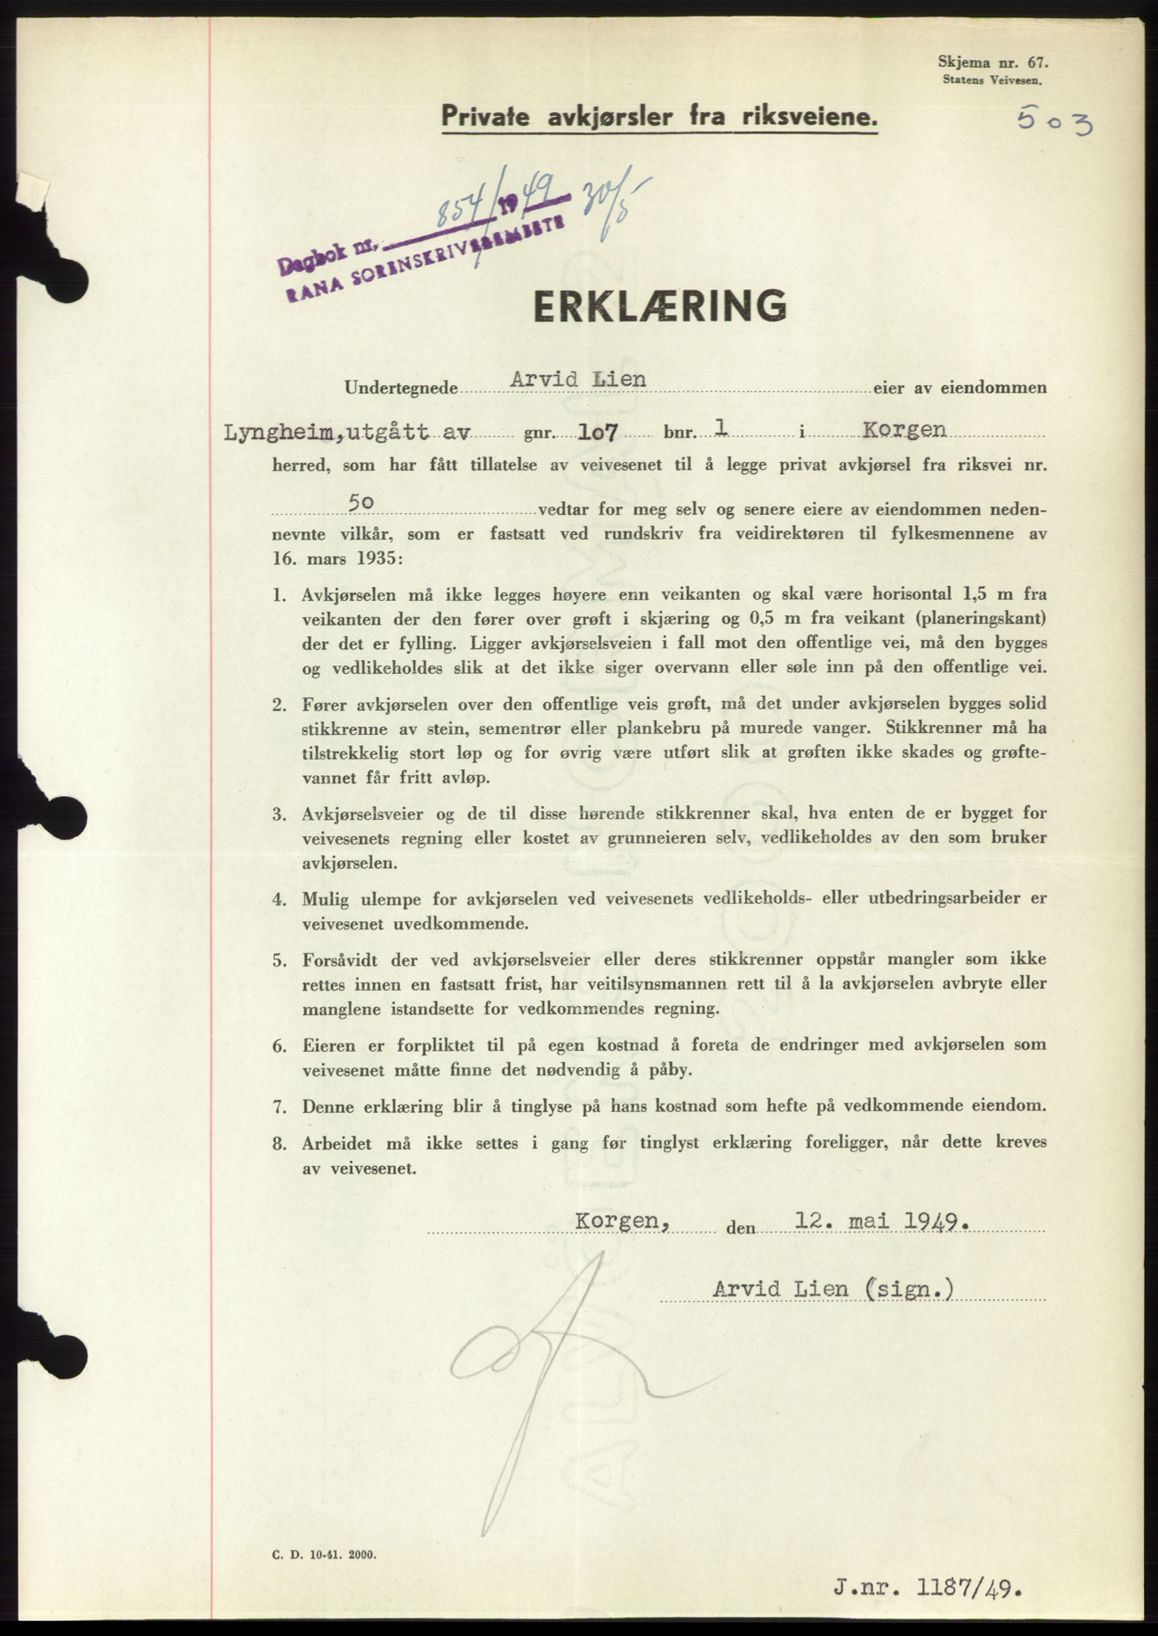 Skjema nr. 67.
Statens Veivesen.
Private avkjørsler fra riksveiene.
503
Dagbok nr. 854/1949 30/5
RANA SORENSKRIVEREMBETE
ERKLÆRING
Undertegnede Arvid Lien eier av eiendommen
Lyngheim, utgått av gnr. 107 bnr. 1 i Korgen
herred, som har fått tillatelse av veivesenet til å legge privat avkjørsel fra riksvei nr.
50 vedtar for meg selv og senere eiere av eiendommen neden-
nevnte vilkår, som er fastsatt ved rundskriv fra veidirektøren til fylkesmennene av
16. mars 1935:
1. Avkjørselen må ikke legges høyere enn veikanten og skal være horisontal 1,5 m fra
veikanten der den fører over grøft i skjæring og 0,5 m fra veikant (planeringskant)
der det er fylling. Ligger avkjørselsveien i fall mot den offentlige vei, må den bygges
og vedlikeholdes slik at det ikke siger overvann eller søle inn på den offentlige vei.
2. Fører avkjørselen over den offentlige veis grøft, må det under avkjørselen bygges solid
stikkrenne av stein, sementrør eller plankebru på murede vanger. Stikkrenner må ha
tilstrekkelig stort løp og for øvrig være utført slik at grøften ikke skades og grøfte-
vannet får fritt avløp.
3. Avkjørselsveier og de til disse hørende stikkrenner skal, hva enten de er bygget for
veivesenets regning eller kostet av grunneieren selv, vedlikeholdes av den som bruker
avkjørselen.
4. Mulig ulempe for avkjørselen ved veivesenets vedlikeholds- eller utbedringsarbeider er
veivesenet uvedkommende.
5. Forsåvidt der ved avkjørselsveier eller deres stikkrenner oppstår mangler som ikke
rettes innen en fastsatt frist, har veitilsynsmannen rett til å la avkjørselen avbryte eller
manglene istandsette for vedkommendes regning.
6. Eieren er forpliktet til på egen kostnad å foreta de endringer med avkjørselen som
veivesenet måtte finne det nødvendig å påby.
7. Denne erklæring blir å tinglyse på hans kostnad som hefte på vedkommende eiendom.
8. Arbeidet må ikke settes i gang før tinglyst erklæring foreligger, når dette kreves
av veivesenet.
Korgen, den 12. mai 1949.
Arvid Lien (sign.)
C. D. 10-41. 2000.
J.nr. 1187/49.